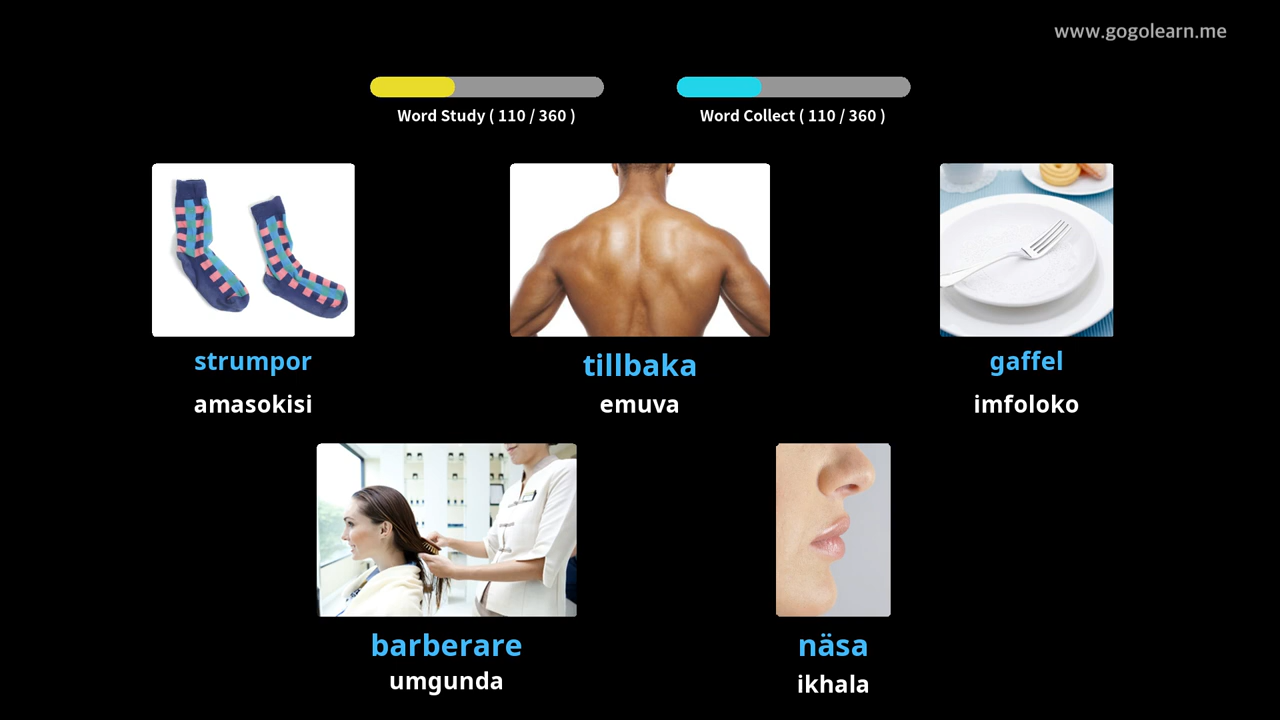 www.gogolearn.me
Word Study ( 110 / 360 )
Word Collect ( 110 / 360 )
strumpor
amasokisi
tillbaka
emuva
gaffel
imfoloko
barberare
umgunda
näsa
ikhala